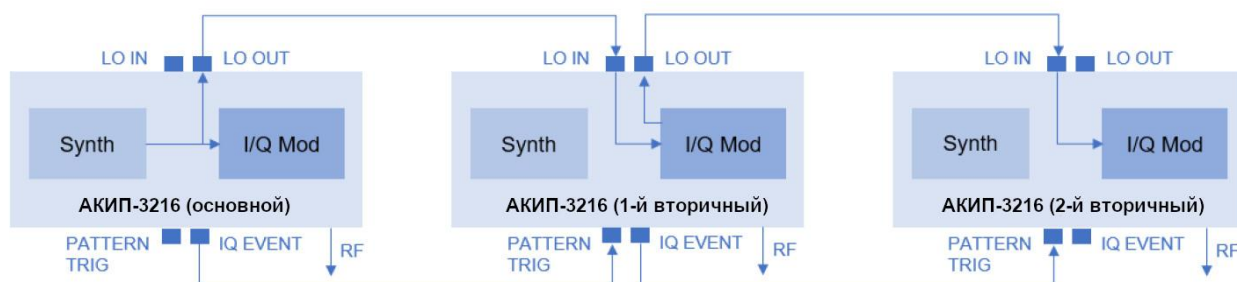 LO IN LO OUT LO IN LO OUT LO IN LO OUT
Synth I/Q Mod Synth I/Q Mod Synth I/Q Mod
АКИП-3216 (основной) АКИП-3216 (1-й вторичный) АКИП-3216 (2-й вторичный)
PATTERN IQ EVENT RF PATTERN IQ EVENT RF PATTERN IQ EVENT RF
TRIG TRIG TRIG